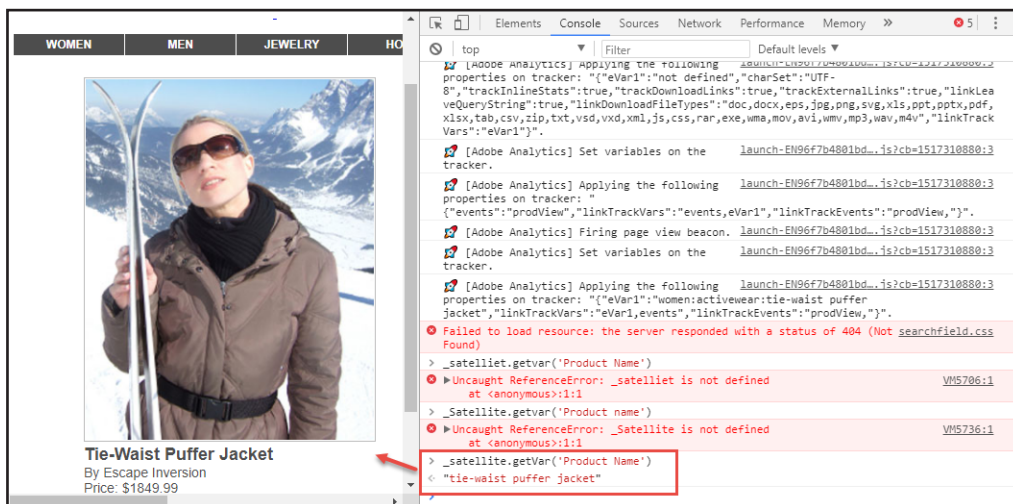 WOMEN MEN JEWELRY HO
Tie-Waist Puffer Jacket
By Escape Inversion
Price: $1849.99
Elements Console Sources Network Performance Memory » 5
top Filter Default levels
[Adobe Analytics] Applying the following launch-EN96f7b4801bd….js?cb=1517310880:3
properties on tracker: "{"eVar1":"not defined","charSet":"UTF-
8","trackInlineStats":true,"trackDownloadLinks":true,"trackExternalLinks":true,"linkLea
veQueryString":true,"linkDownloadFileTypes":"doc,docx,eps,jpg,png,svg,xls,ppt,pptx,pdf,
xlsx,tab,csv,zip,txt,vsd,vxd,xml,js,css,rar,exe,wma,mov,avi,wmv,mp3,wav,m4v","linkTrack
Vars":"eVar1"}".
[Adobe Analytics] Set variables on the launch-EN96f7b4801bd….js?cb=1517310880:3
tracker.
[Adobe Analytics] Applying the following launch-EN96f7b4801bd….js?cb=1517310880:3
properties on tracker: "
{"events":"prodView","linkTrackVars":"events,eVar1","linkTrackEvents":"prodView,"}".
[Adobe Analytics] Firing page view beacon. launch-EN96f7b4801bd….js?cb=1517310880:3
[Adobe Analytics] Set variables on the launch-EN96f7b4801bd….js?cb=1517310880:3
tracker.
[Adobe Analytics] Applying the following launch-EN96f7b4801bd….js?cb=1517310880:3
properties on tracker: "{"eVar1":"women:activewear:tie-waist puffer
jacket","linkTrackVars":"eVar1,events","linkTrackEvents":"prodView,"}".
Failed to load resource: the server responded with a status of 404 (Not searchfield.css
Found)
> _satelliet.getvar('Product Name')
▶Uncaught ReferenceError: _satelliet is not defined VM5706:1
at <anonymous>:1:1
> _Satellite.getvar('Product name')
▶Uncaught ReferenceError: _Satellite is not defined VM5736:1
at <anonymous>:1:1
> _satellite.getVar('Product Name')
"tie-waist puffer jacket"